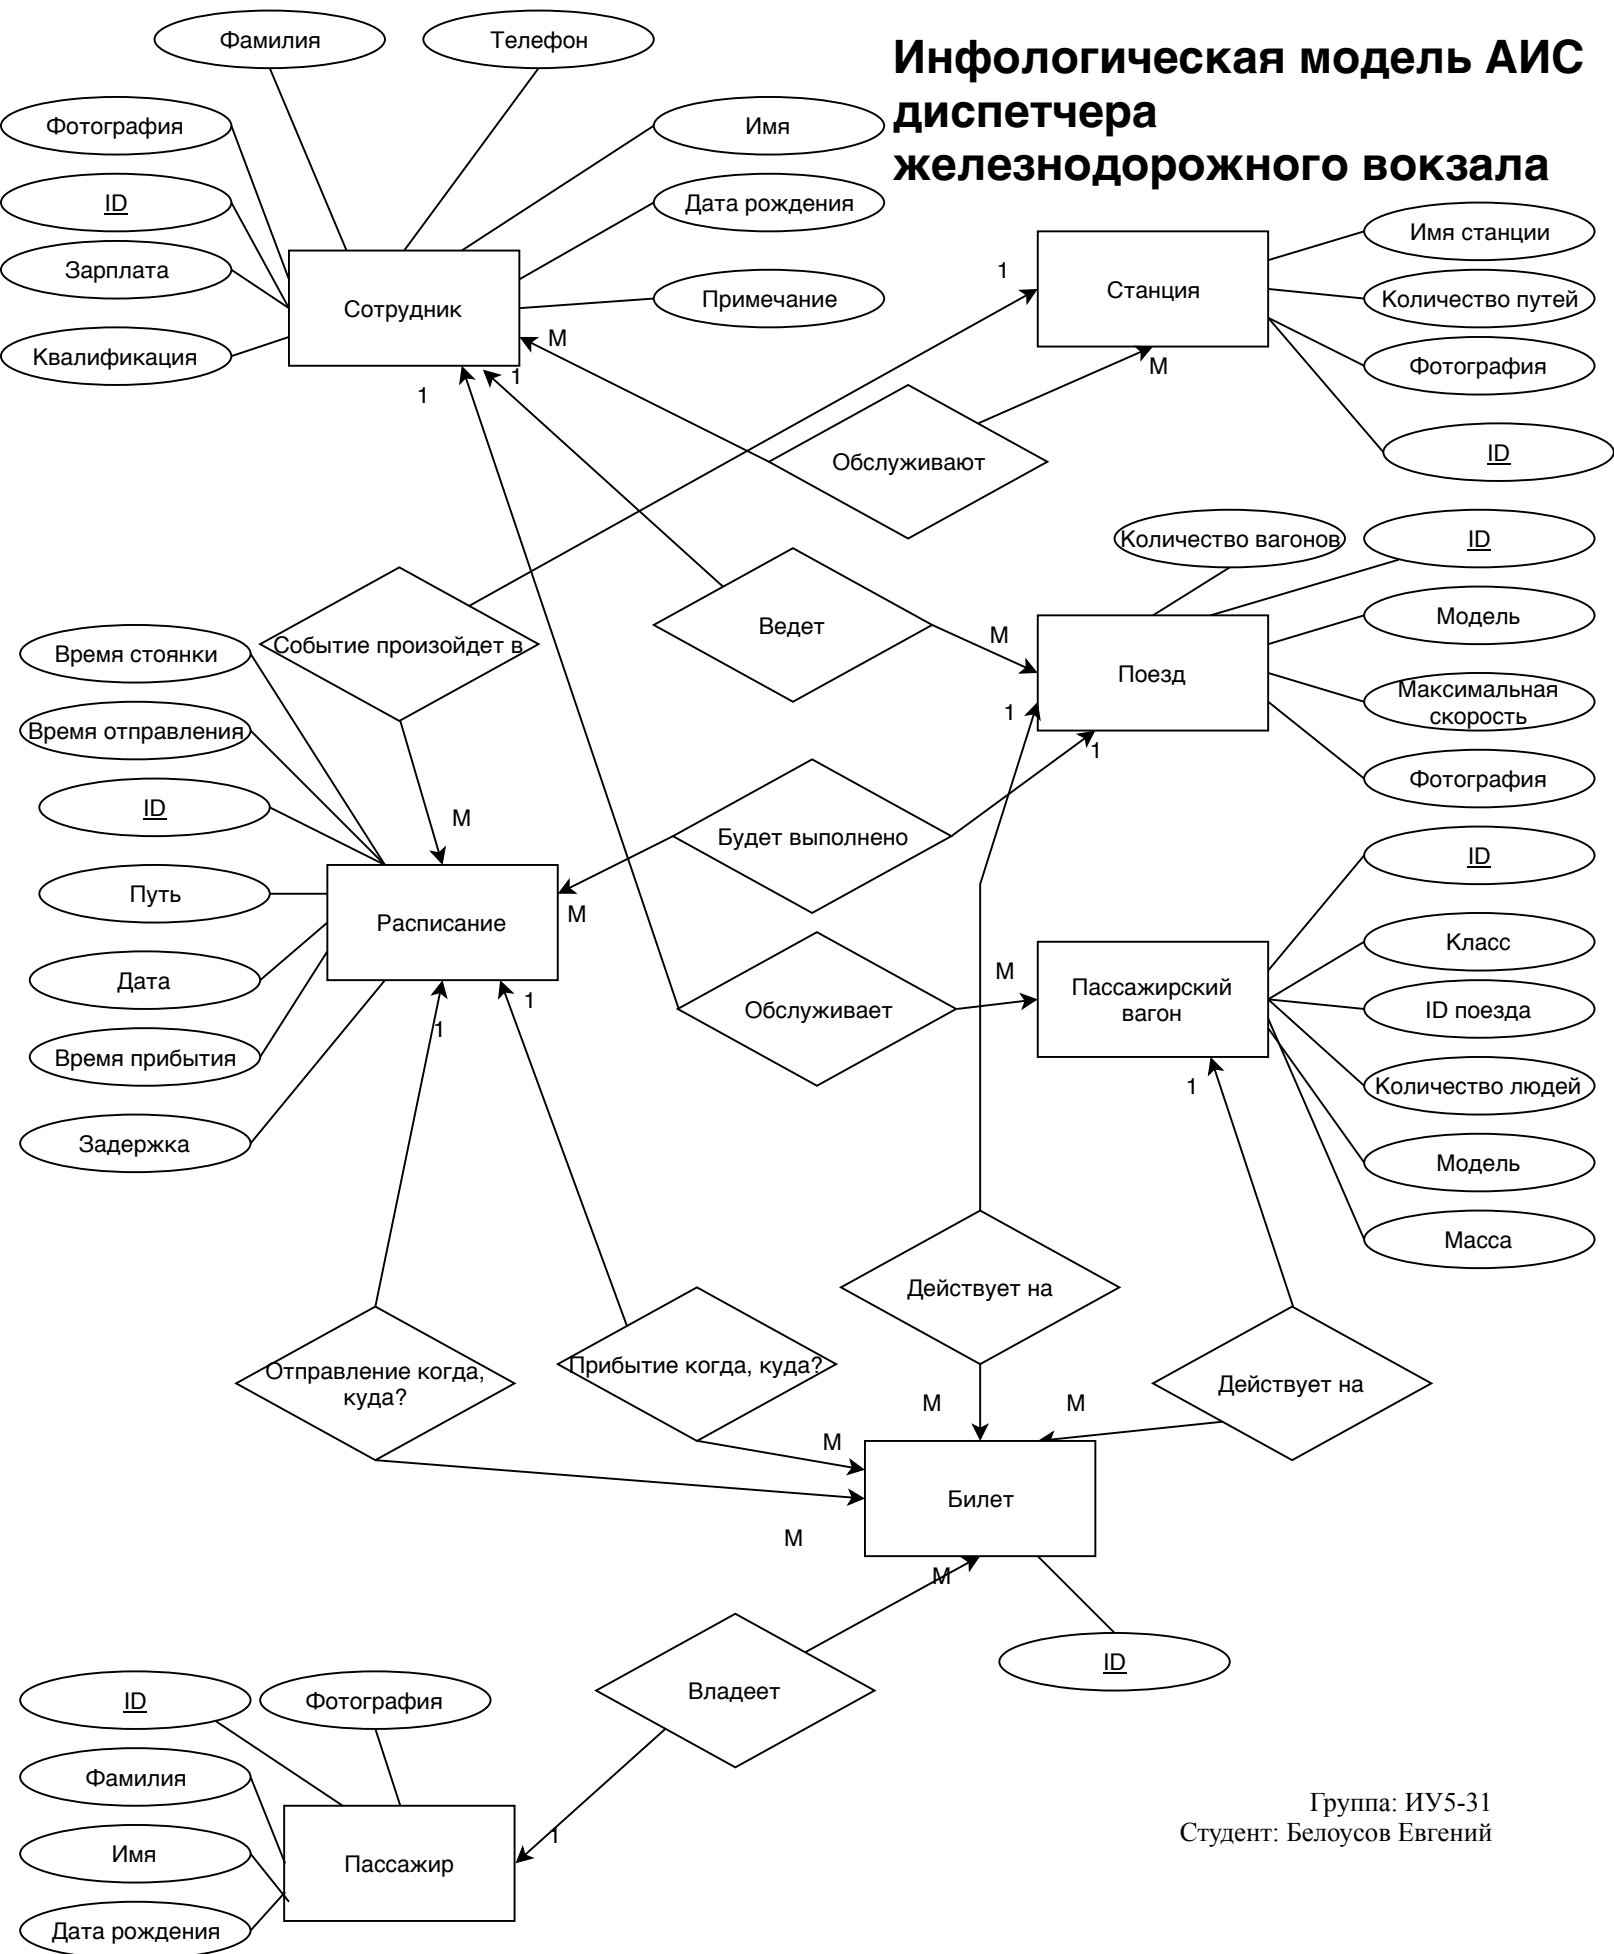 Инфологическая модель АИС
диспетчера
железнодорожного вокзала
Фамилия
Телефон
Фотография
Имя
ID
Дата рождения
Зарплата
Примечание
Квалификация
Сотрудник
1
1
М
Станция
1
М
Имя станции
Количество путей
Фотография
ID
Обслуживают
Количество вагонов
ID
Ведет
М
Модель
Событие произойдет в
Поезд
Максимальная
скорость
1
1
Фотография
Время стоянки
Время отправления
ID
М
Будет выполнено
Путь
Расписание
М
Дата
Время прибытия
Задержка
1
1
Обслуживает
М
Пассажирский
вагон
1
ID
Класс
ID поезда
Количество людей
Модель
Масса
Действует на
Отправление когда,
куда?
Прибытие когда, куда?
Действует на
М
М
М
М
Билет
М
ID
Владеет
1
ID
Фотография
Фамилия
Имя
Пассажир
Дата рождения
Группа: ИУ5-31
Студент: Белоусов Евгений